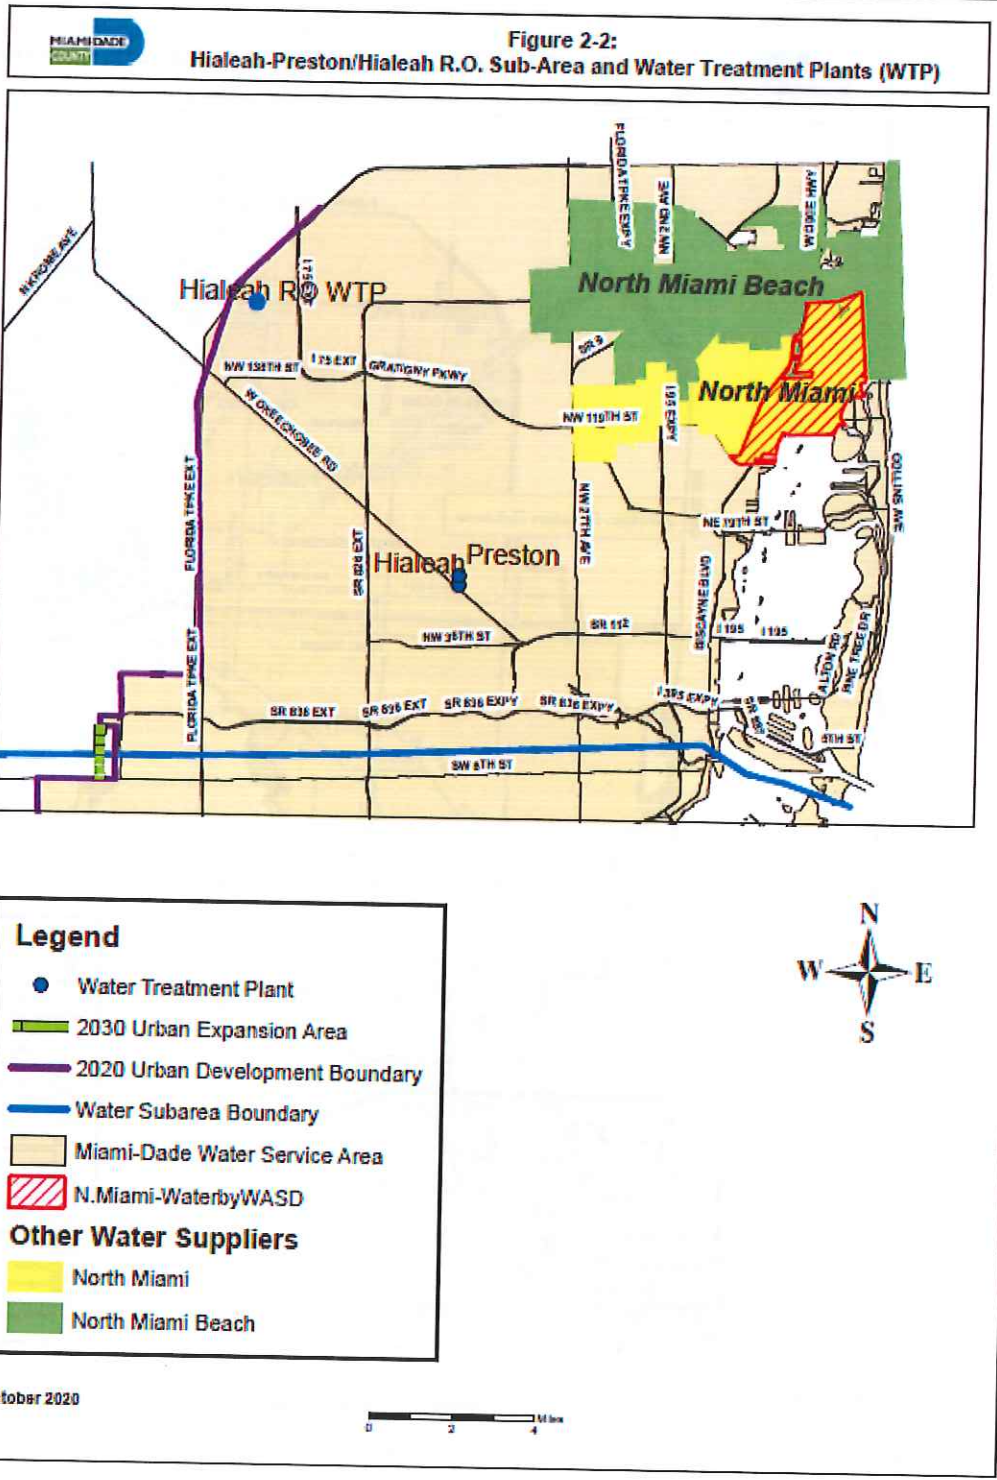 MIAMI-DADE
COUNTY
Figure 2-2:
Hialeah-Preston/Hialeah R.O. Sub-Area and Water Treatment Plants (WTP)
FLORIDA TPKE EXPY
NW 2ND AVE
W DIXIE HWY
N KROME AVE
I 75 EXT
Hialeah RO WTP
North Miami Beach
SR 9
NW 138TH ST
I 75 EXT
GRATIGNY PKWY
North Miami
W OKEECHOBEE RD
NW 119TH ST
I 95 EXPY
FLORIDA TPKE EXT
NW 27TH AVE
COLLINS AVE
NE 79TH ST
SR 826 EXT
Hialeah
Preston
BISCAYNE BLVD
NW 36TH ST
SR 112
I 195
I 195
ALTON RD
PINE TREE DR
FLORIDA TPKE EXT
SR 836 EXT
SR 836 EXT
SR 836 EXPY
SR 836 EXPY
I 395 EXPY
5TH ST
SW 8TH ST
Legend
Water Treatment Plant
2030 Urban Expansion Area
2020 Urban Development Boundary
Water Subarea Boundary
Miami-Dade Water Service Area
N.Miami-WaterbyWASD
Other Water Suppliers
North Miami
North Miami Beach
N
W
E
S
tober 2020
Miles
0 2 4